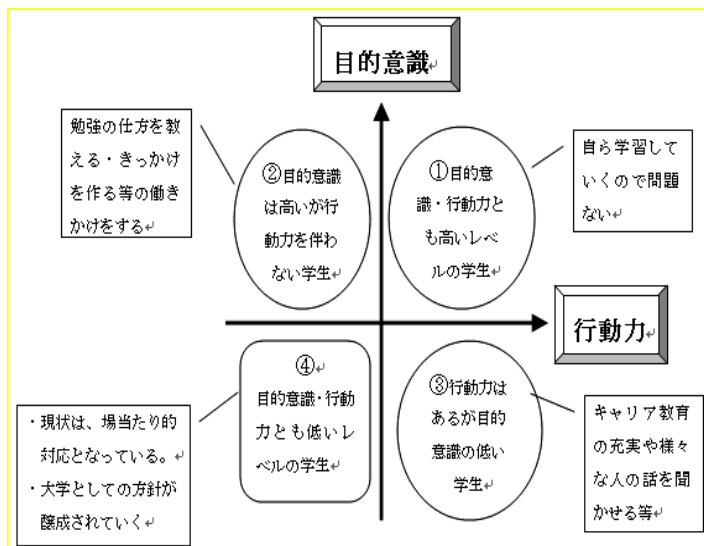 目的意識
勉強の仕方を教
える・きっかけ
を作る等の働き
かけをする
②目的意識
は高いが行
動力を伴わ
ない学生
①目的意
識・行動力と
も高いレベ
ルの学生
自ら学習して
いくので問題
ない
行動力
④
目的意識・行動
力とも低いレ
ベルの学生
③行動力は
あるが目的
意識の低い
学生
・現状は、場当たり的
対応となっている。
・大学としての方針が
醸成されていく
キャリア教育
の充実や様々
な人の話を聞
かせる等